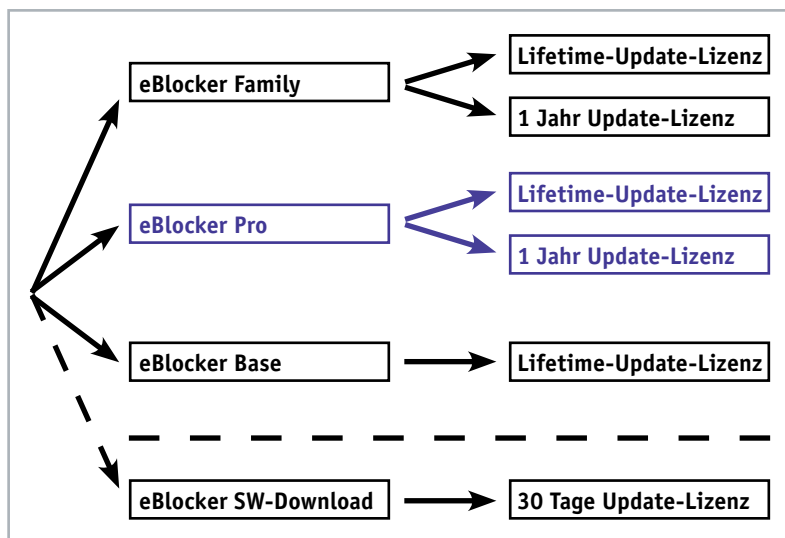 eBlocker Family
Lifetime-Update-Lizenz
1 Jahr Update-Lizenz
eBlocker Pro
Lifetime-Update-Lizenz
1 Jahr Update-Lizenz
eBlocker Base
Lifetime-Update-Lizenz
eBlocker SW-Download
30 Tage Update-Lizenz